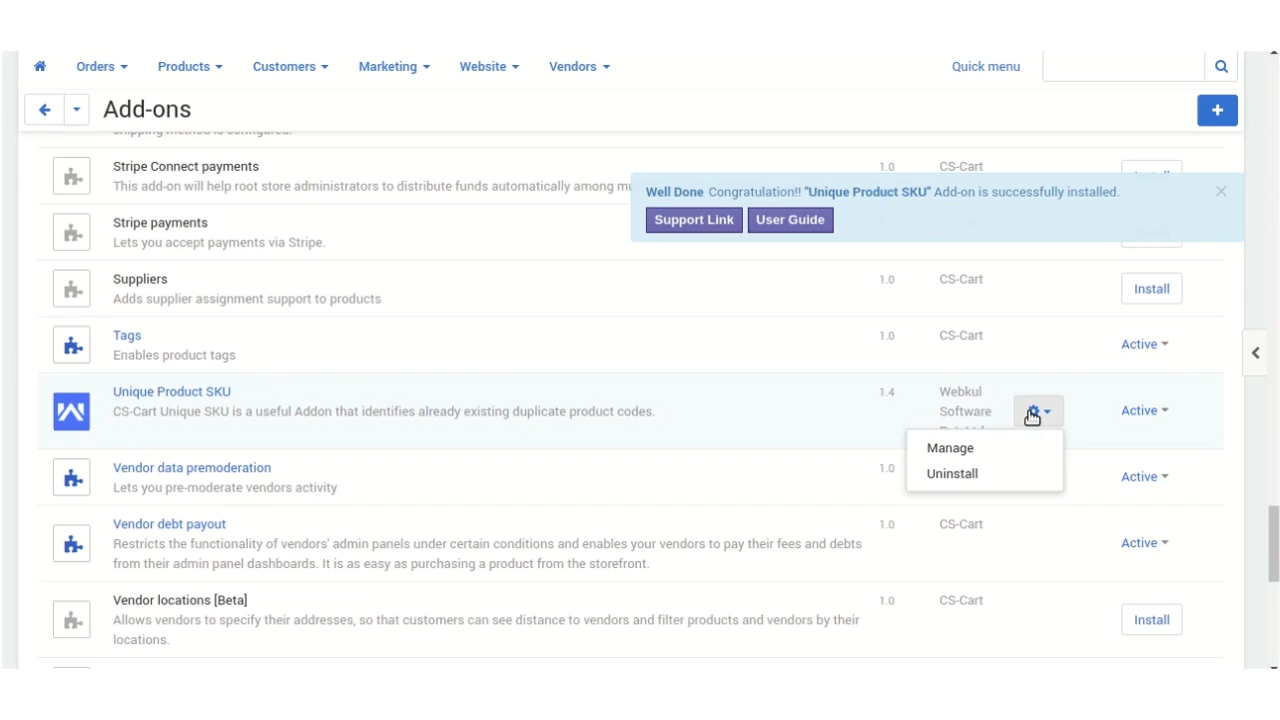 Orders Products Customers Marketing Website Vendors Quick menu
Add-ons
shipping method is configured.
Stripe Connect payments 1.0 CS-Cart
This add-on will help root store administrators to distribute funds automatically among
Well Done Congratulation!! "Unique Product SKU" Add-on is successfully installed. ×
Support Link User Guide
Stripe payments
Lets you accept payments via Stripe.
Suppliers 1.0 CS-Cart Install
Adds supplier assignment support to products
Tags 1.0 CS-Cart Active
Enables product tags
Unique Product SKU 1.4 Webkul
CS-Cart Unique SKU is a useful Addon that identifies already existing duplicate product codes. Software Active
Manage
Uninstall
Vendor data premoderation 1.0 Active
Lets you pre-moderate vendors activity
Vendor debt payout 1.0 CS-Cart Active
Restricts the functionality of vendors' admin panels under certain conditions and enables your vendors to pay their fees and debts
from their admin panel dashboards. It is as easy as purchasing a product from the storefront.
Vendor locations [Beta] 1.0 CS-Cart Install
Allows vendors to specify their addresses, so that customers can see distance to vendors and filter products and vendors by their
locations.